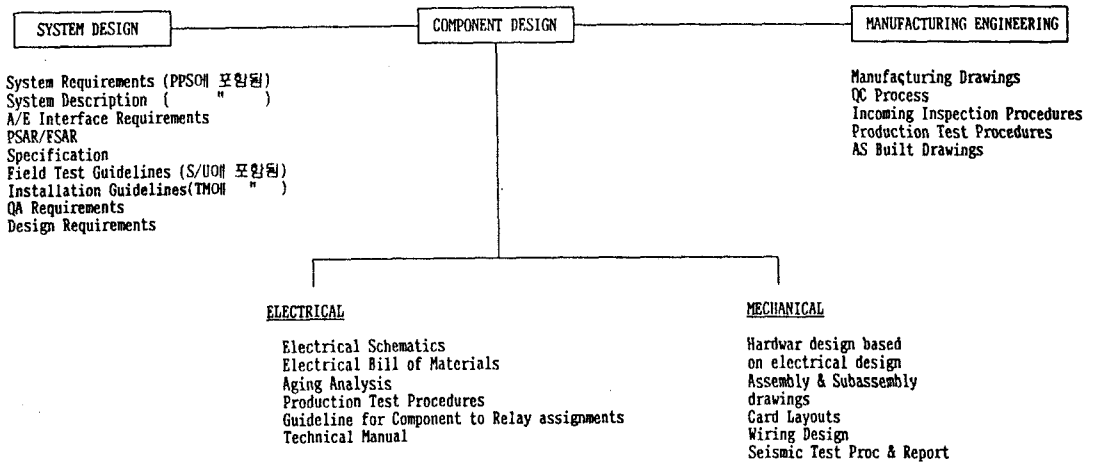 SYSTEM DESIGN
COMPONENT DESIGN
MANUFACTURING ENGINEERING
System Requirements (PPS에 포함됨)
System Description ( " )
A/E Interface Requirements
PSAR/FSAR
Specification
Field Test Guidelines (S/U에 포함됨)
Installation Guidelines(TM에 " )
QA Requirements
Design Requirements
Manufacturing Drawings
QC Process
Incoming Inspection Procedures
Production Test Procedures
AS Built Drawings
ELECTRICAL
Electrical Schematics
Electrical Bill of Materials
Aging Analysis
Production Test Procedures
Guideline for Component to Relay assignments
Technical Manual
MECHANICAL
Hardwar design based
on electrical design
Assembly & Subassembly
drawings
Card Layouts
Wiring Design
Seismic Test Proc & Report